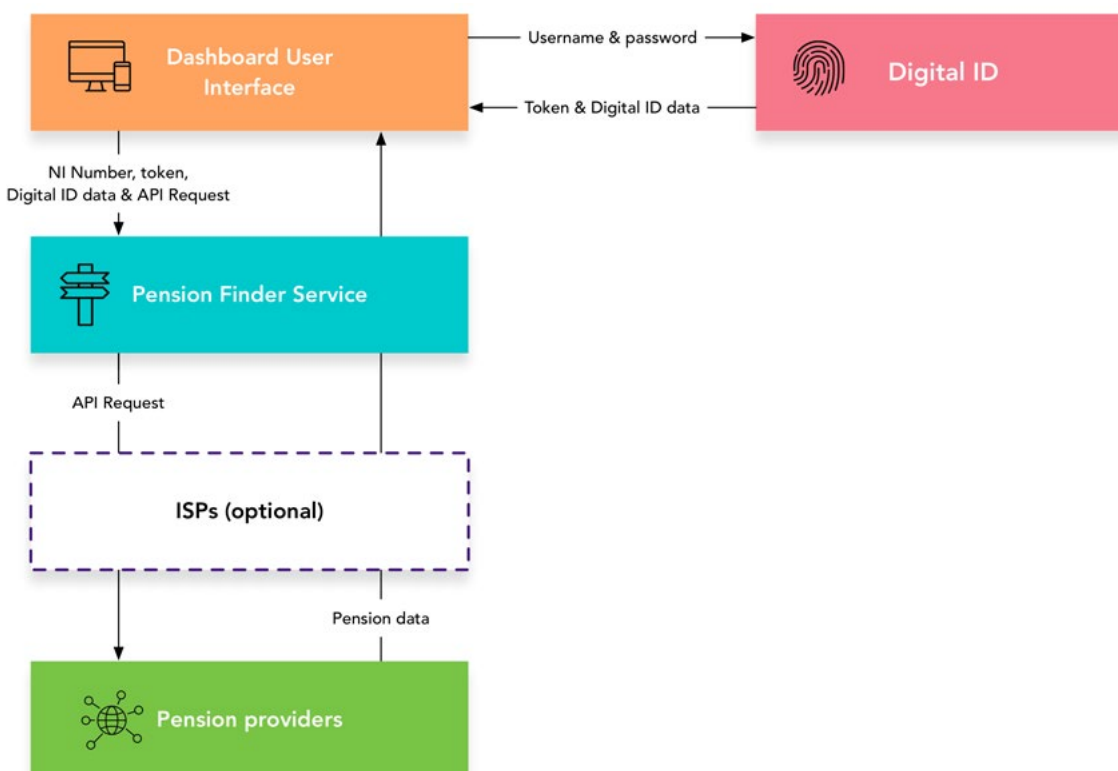 Dashboard User
Interface
Username & password
Digital ID
Token & Digital ID data
NI Number, token,
Digital ID data & API Request
Pension Finder Service
API Request
ISPs (optional)
Pension data
Pension providers